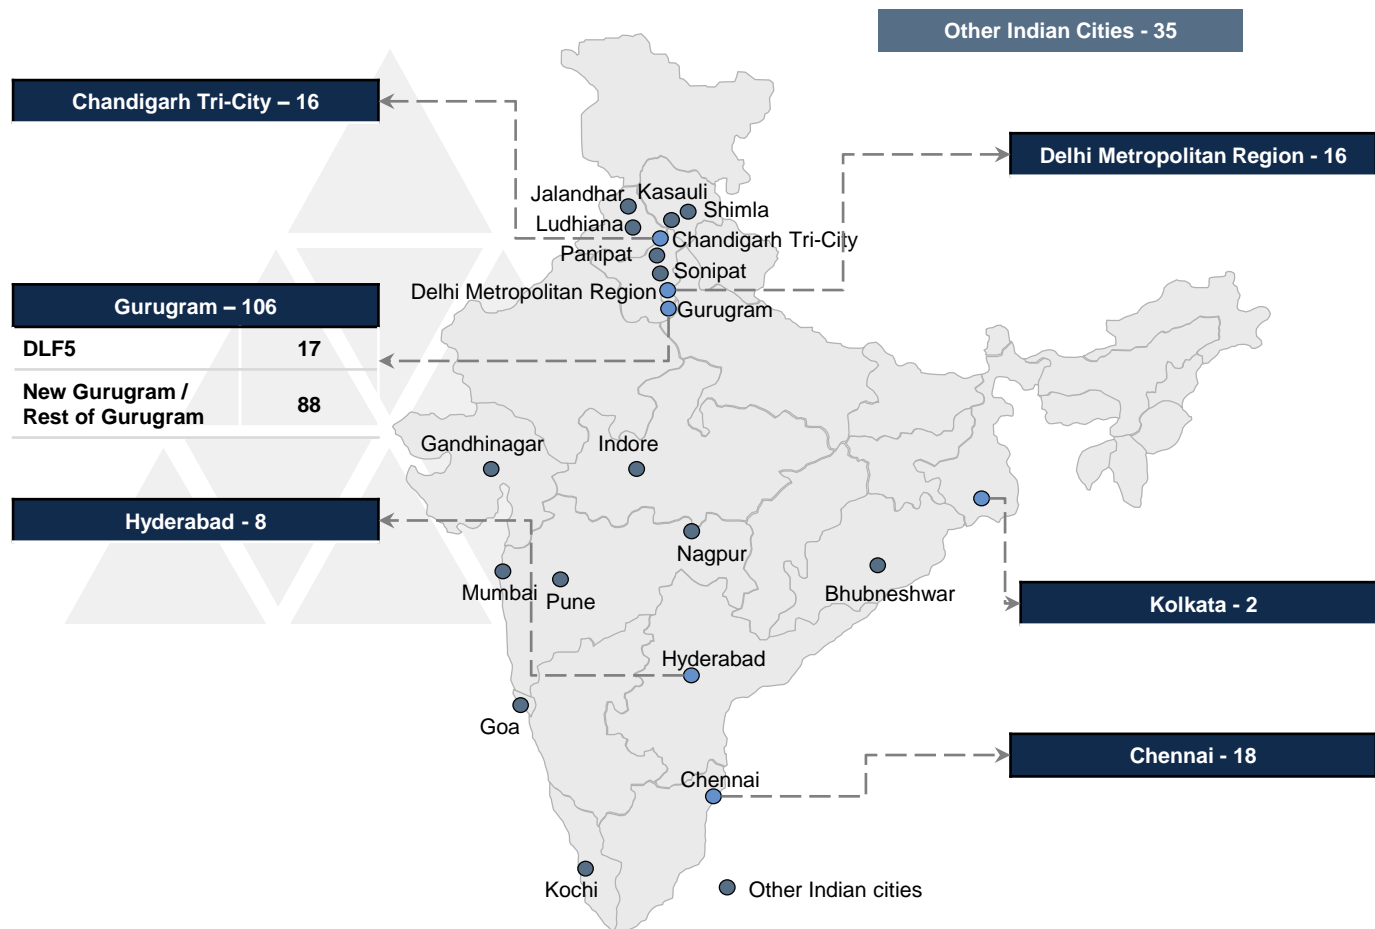 Other Indian Cities - 35
Chandigarh Tri-City – 16
Delhi Metropolitan Region - 16
Jalandhar
Kasauli
Shimla
Ludhiana
Chandigarh Tri-City
Panipat
Sonipat
Delhi Metropolitan Region
Gurugram
Gurugram – 106
DLF5 17
New Gurugram /
Rest of Gurugram 88
Gandhinagar
Indore
Hyderabad - 8
Nagpur
Mumbai
Pune
Bhubneshwar
Kolkata - 2
Hyderabad
Goa
Chennai - 18
Chennai
Kochi
Other Indian cities